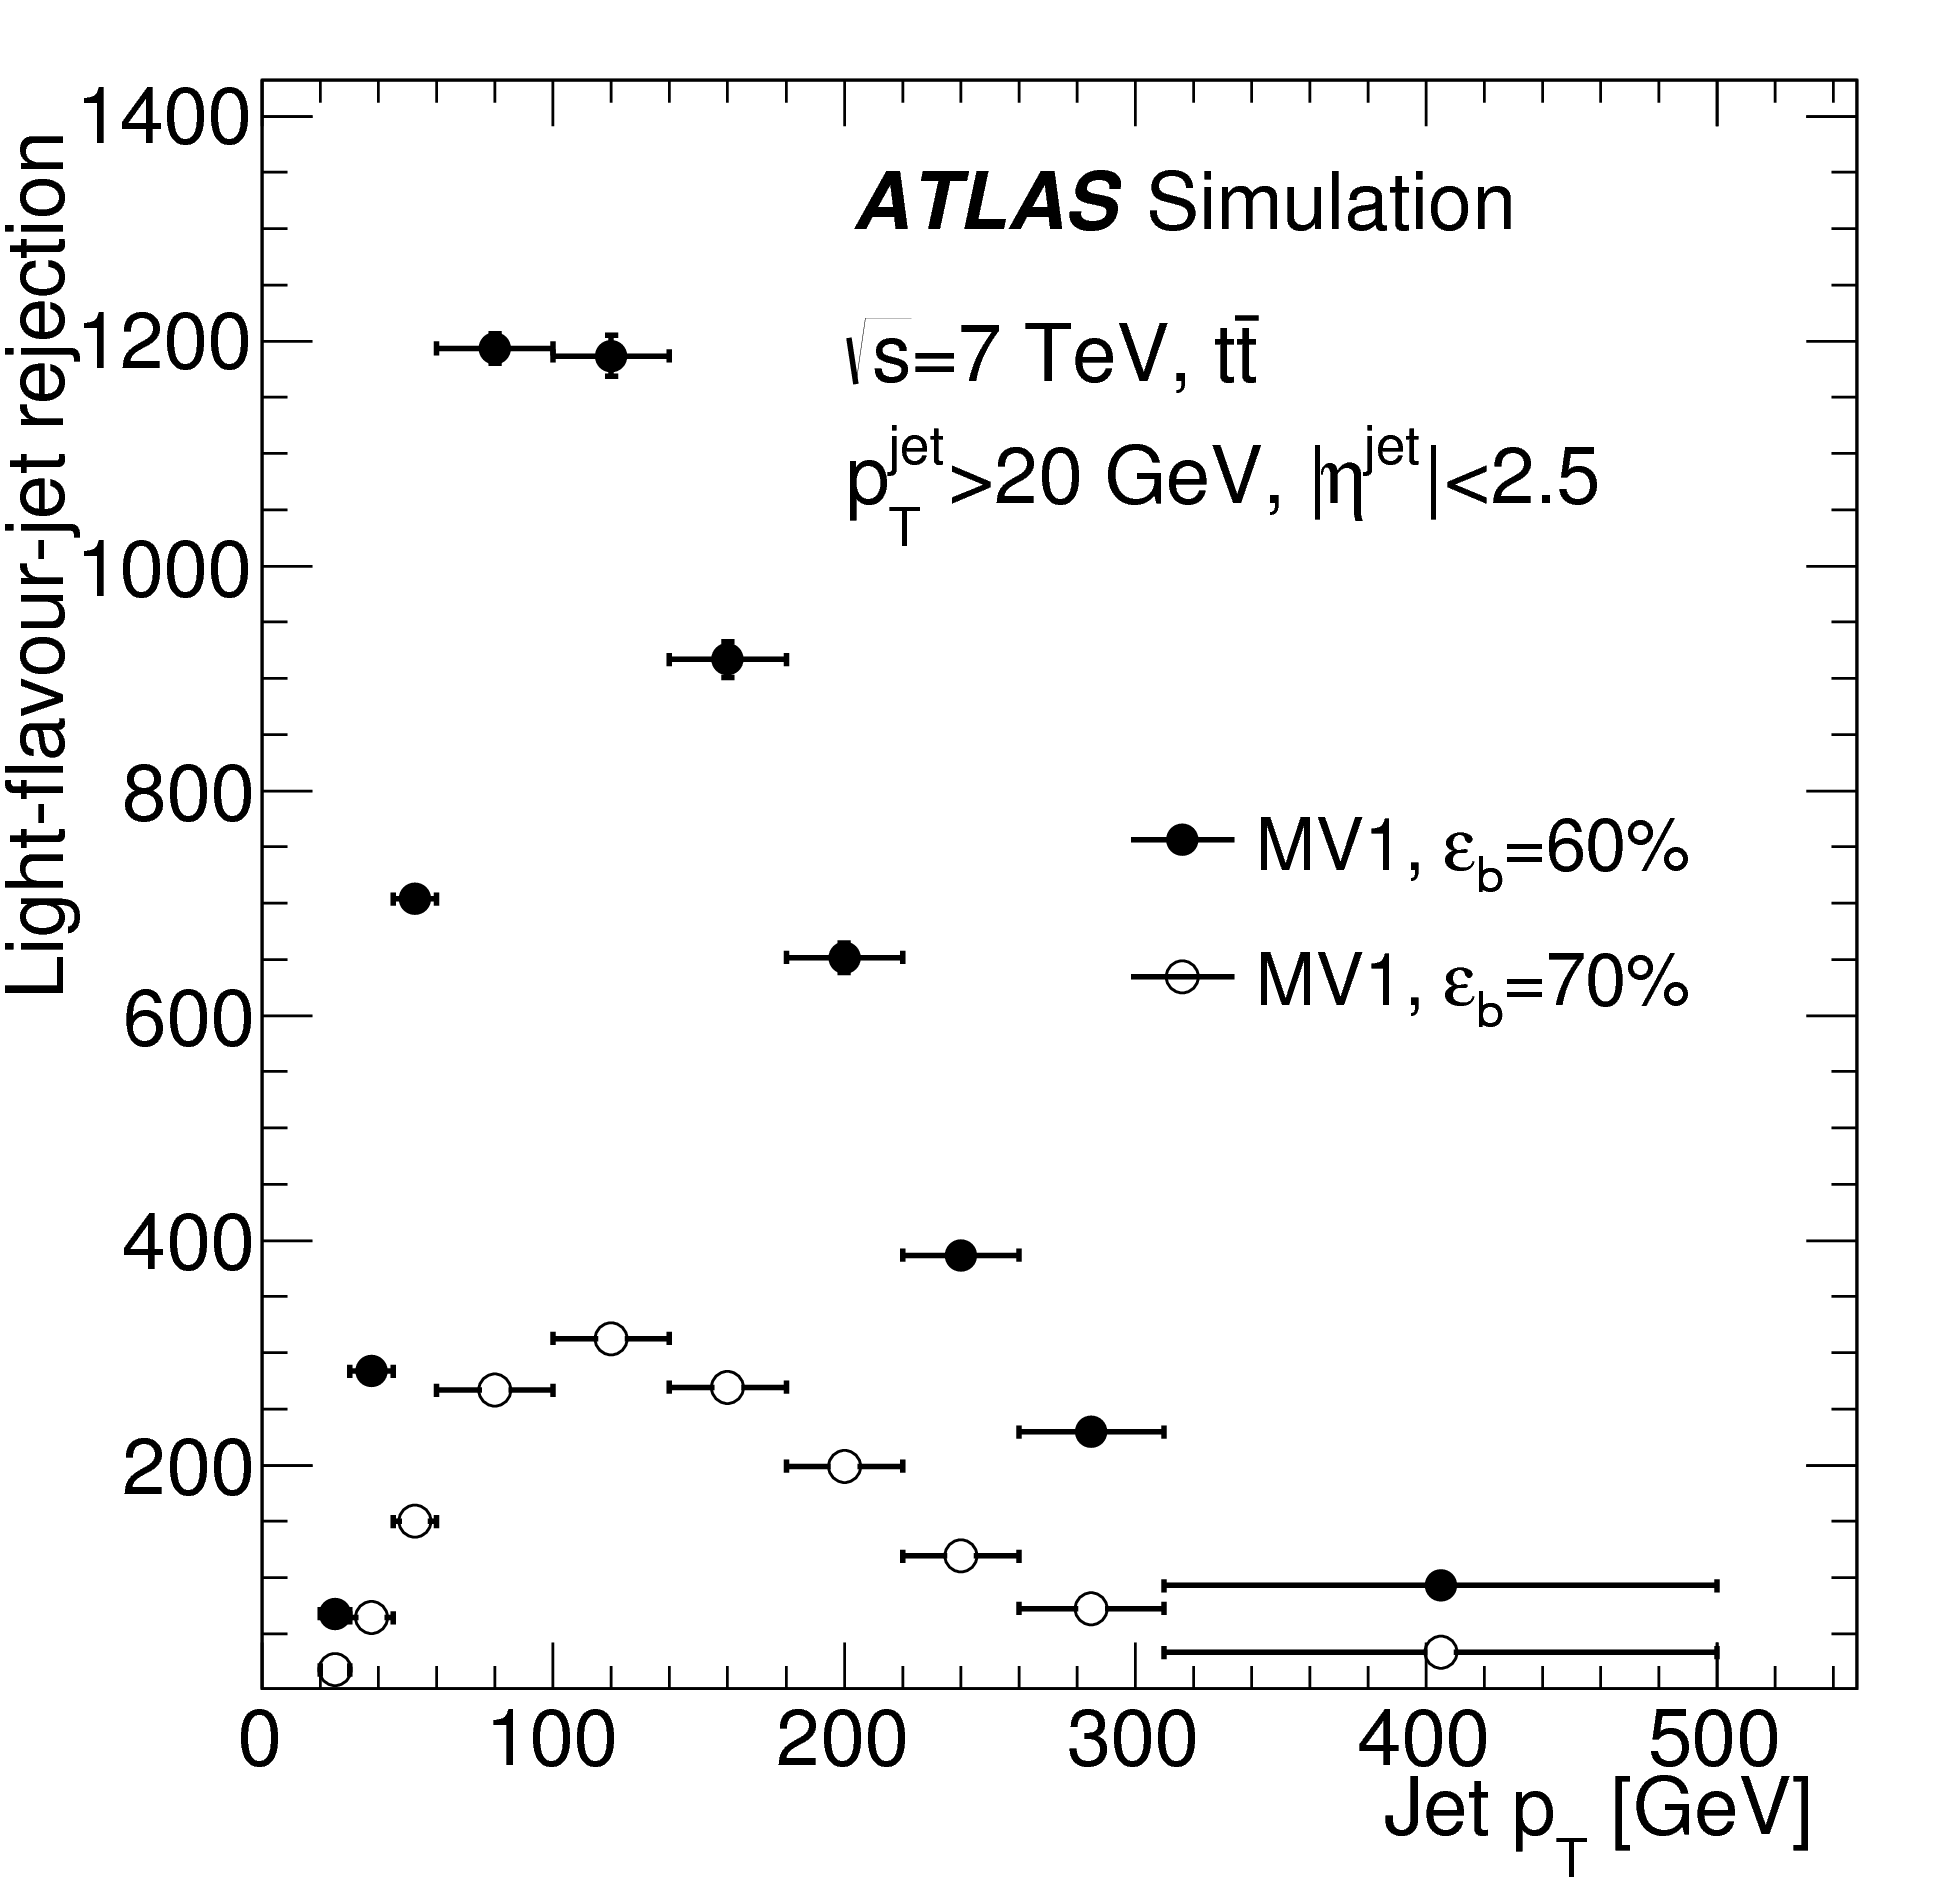 Light-flavour-jet rejection
1400
1200
1000
800
600
400
200
ATLAS Simulation
√s=7 TeV, tt̄
p_T^jet>20 GeV, |η^jet|<2.5
MV1, ε_b=60%
MV1, ε_b=70%
0 100 200 300 400 500
Jet p_T [GeV]